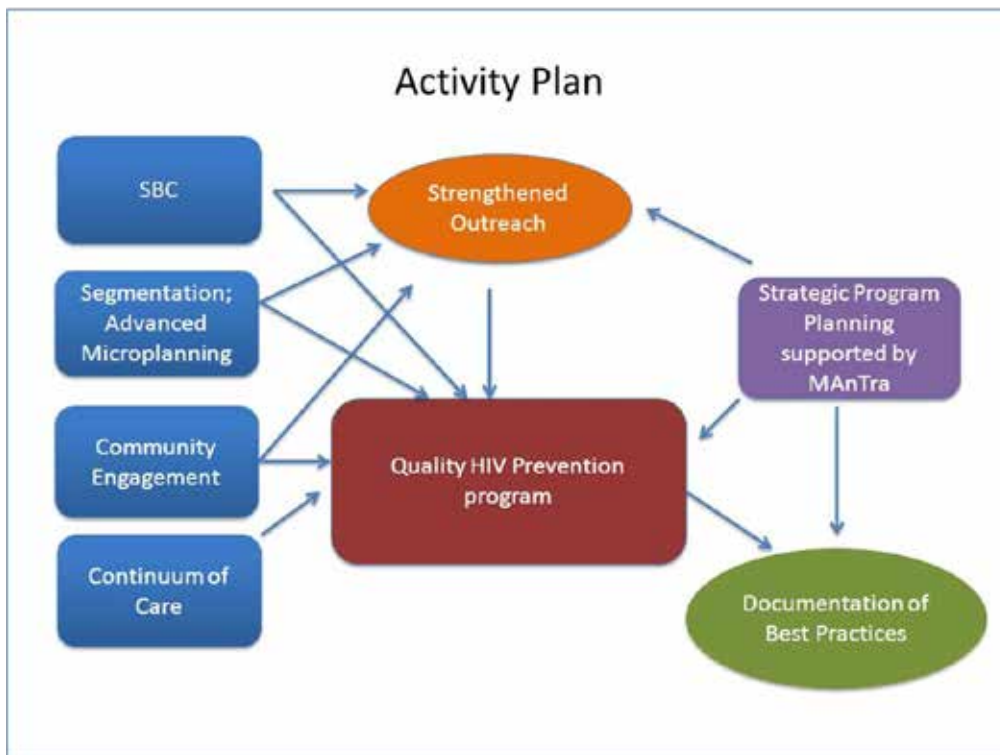 Activity Plan
SBC
Strengthened
Outreach
Segmentation;
Advanced
Microplanning
Strategic Program
Planning
supported by
MAnTra
Community
Engagement
Quality HIV Prevention
program
Continuum of
Care
Documentation of
Best Practices